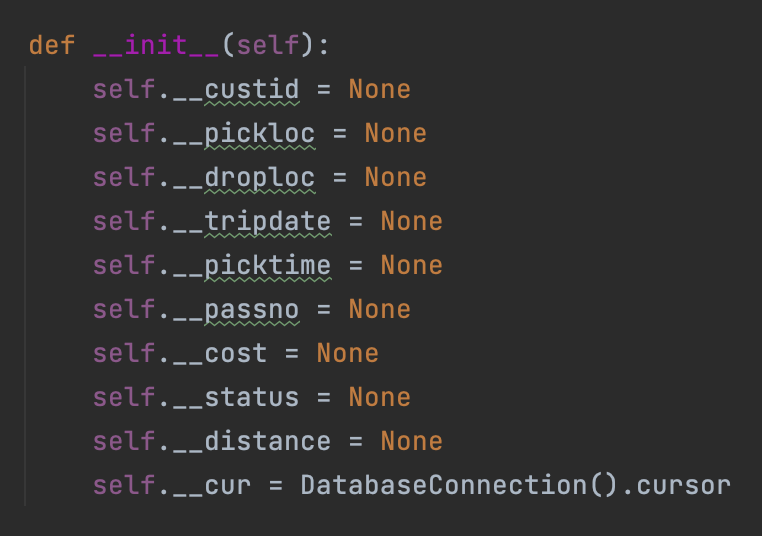 def __init__(self):
self.__custid = None
self.__pickloc = None
self.__droploc = None
self.__tripdate = None
self.__picktime = None
self.__passno = None
self.__cost = None
self.__status = None
self.__distance = None
self.__cur = DatabaseConnection().cursor